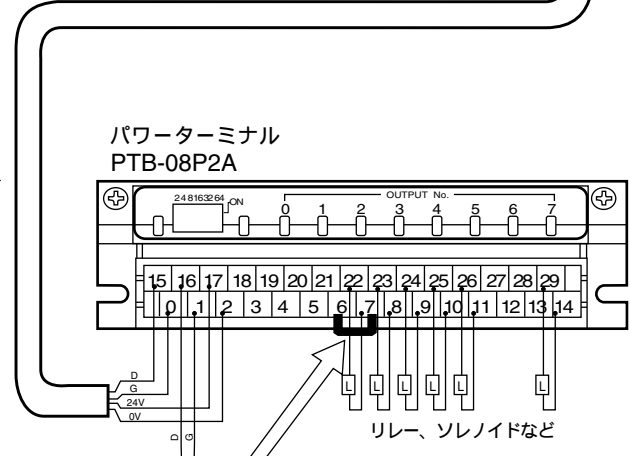 パワーターミナル
PTB-08P2A
2 4 8 16 32 64 ON
OUTPUT No.
0 1 2 3 4 5 6 7
15 16 17 18 19 20 21 22 23 24 25 26 27 28 29
0 1 2 3 4 5 6 7 8 9 10 11 12 13 14
D
G
24V
0V
D G
L L L L L L
リレー、ソレノイドなど